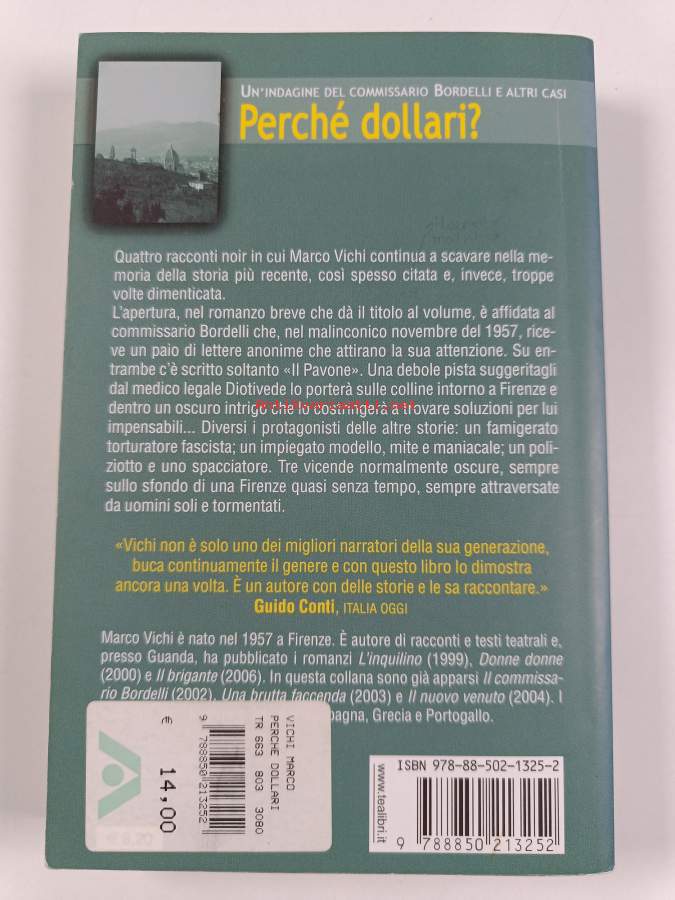 UN'INDAGINE DEL COMMISSARIO BORDELLI E ALTRI CASI
Perché dollari?
Quattro racconti noir in cui Marco Vichi continua a scavare nella me-
moria della storia più recente, così spesso citata e, invece, troppe
volte dimenticata.
L'apertura, nel romanzo breve che dà il titolo al volume, è affidata al
commissario Bordelli che, nel malinconico novembre del 1957, rice-
ve un paio di lettere anonime che attirano la sua attenzione. Su en-
trambe c'è scritto soltanto «Il Pavone». Una debole pista suggeritagli
dal medico legale Diotivede lo porterà sulle colline intorno a Firenze e
dentro un oscuro intrigo che lo costringerà a trovare soluzioni per lui
impensabili... Diversi i protagonisti delle altre storie: un famigerato
torturatore fascista; un impiegato modello, mite e maniacale; un poli-
ziotto e uno spacciatore. Tre vicende normalmente oscure, sempre
sullo sfondo di una Firenze quasi senza tempo, sempre attraversate
da uomini soli e tormentati.
«Vichi non è solo uno dei migliori narratori della sua generazione,
buca continuamente il genere e con questo libro lo dimostra
ancora una volta. È un autore con delle storie e le sa raccontare.»
Guido Conti, ITALIA OGGI
Marco Vichi è nato nel 1957 a Firenze. È autore di racconti e testi teatrali e,
presso Guanda, ha pubblicato i romanzi L'inquilino (1999), Donne donne
(2000) e Il brigante (2006). In questa collana sono già apparsi Il commissa-
rio Bordelli (2002), Una brutta faccenda (2003) e Il nuovo venuto (2004). I
pagna, Grecia e Portogallo.
VICHI MARCO
PERCHE DOLLARI
TR 663 803 3080
9 788850 213252
€ 14,00
ISBN 978-88-502-1325-2
www.tealibri.it
9 788850 213252